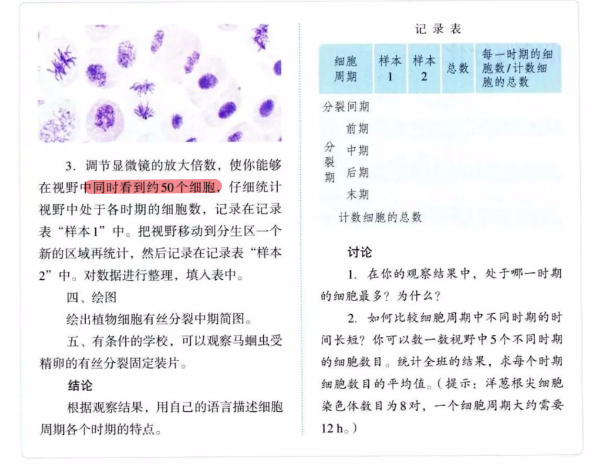 3. 调节显微镜的放大倍数，使你能够
在视野中同时看到约50个细胞，仔细统计
视野中处于各时期的细胞数，记录在记录
表“样本1”中。把视野移动到分生区一个
新的区域再统计，然后记录在记录表“样本
2”中。对数据进行整理，填入表中。
四、绘图
绘出植物细胞有丝分裂中期简图。
五、有条件的学校，可以观察马蛔虫受
精卵的有丝分裂固定装片。
结论
根据观察结果，用自己的语言描述细胞
周期各个时期的特点。
记录表
细胞周期 样本1 样本2 总数 每一时期的细胞数/计数细胞的总数
分裂间期
分裂期
前期
中期
后期
末期
计数细胞的总数
讨论
1. 在你的观察结果中，处于哪一时期
的细胞最多？为什么？
2. 如何比较细胞周期中不同时期的时
间长短？你可以数一数视野中5个不同时期
的细胞数目。统计全班的结果，求每个时期
细胞数目的平均值。（提示：洋葱根尖细胞
染色体数目为8对，一个细胞周期大约需要
12 h。）